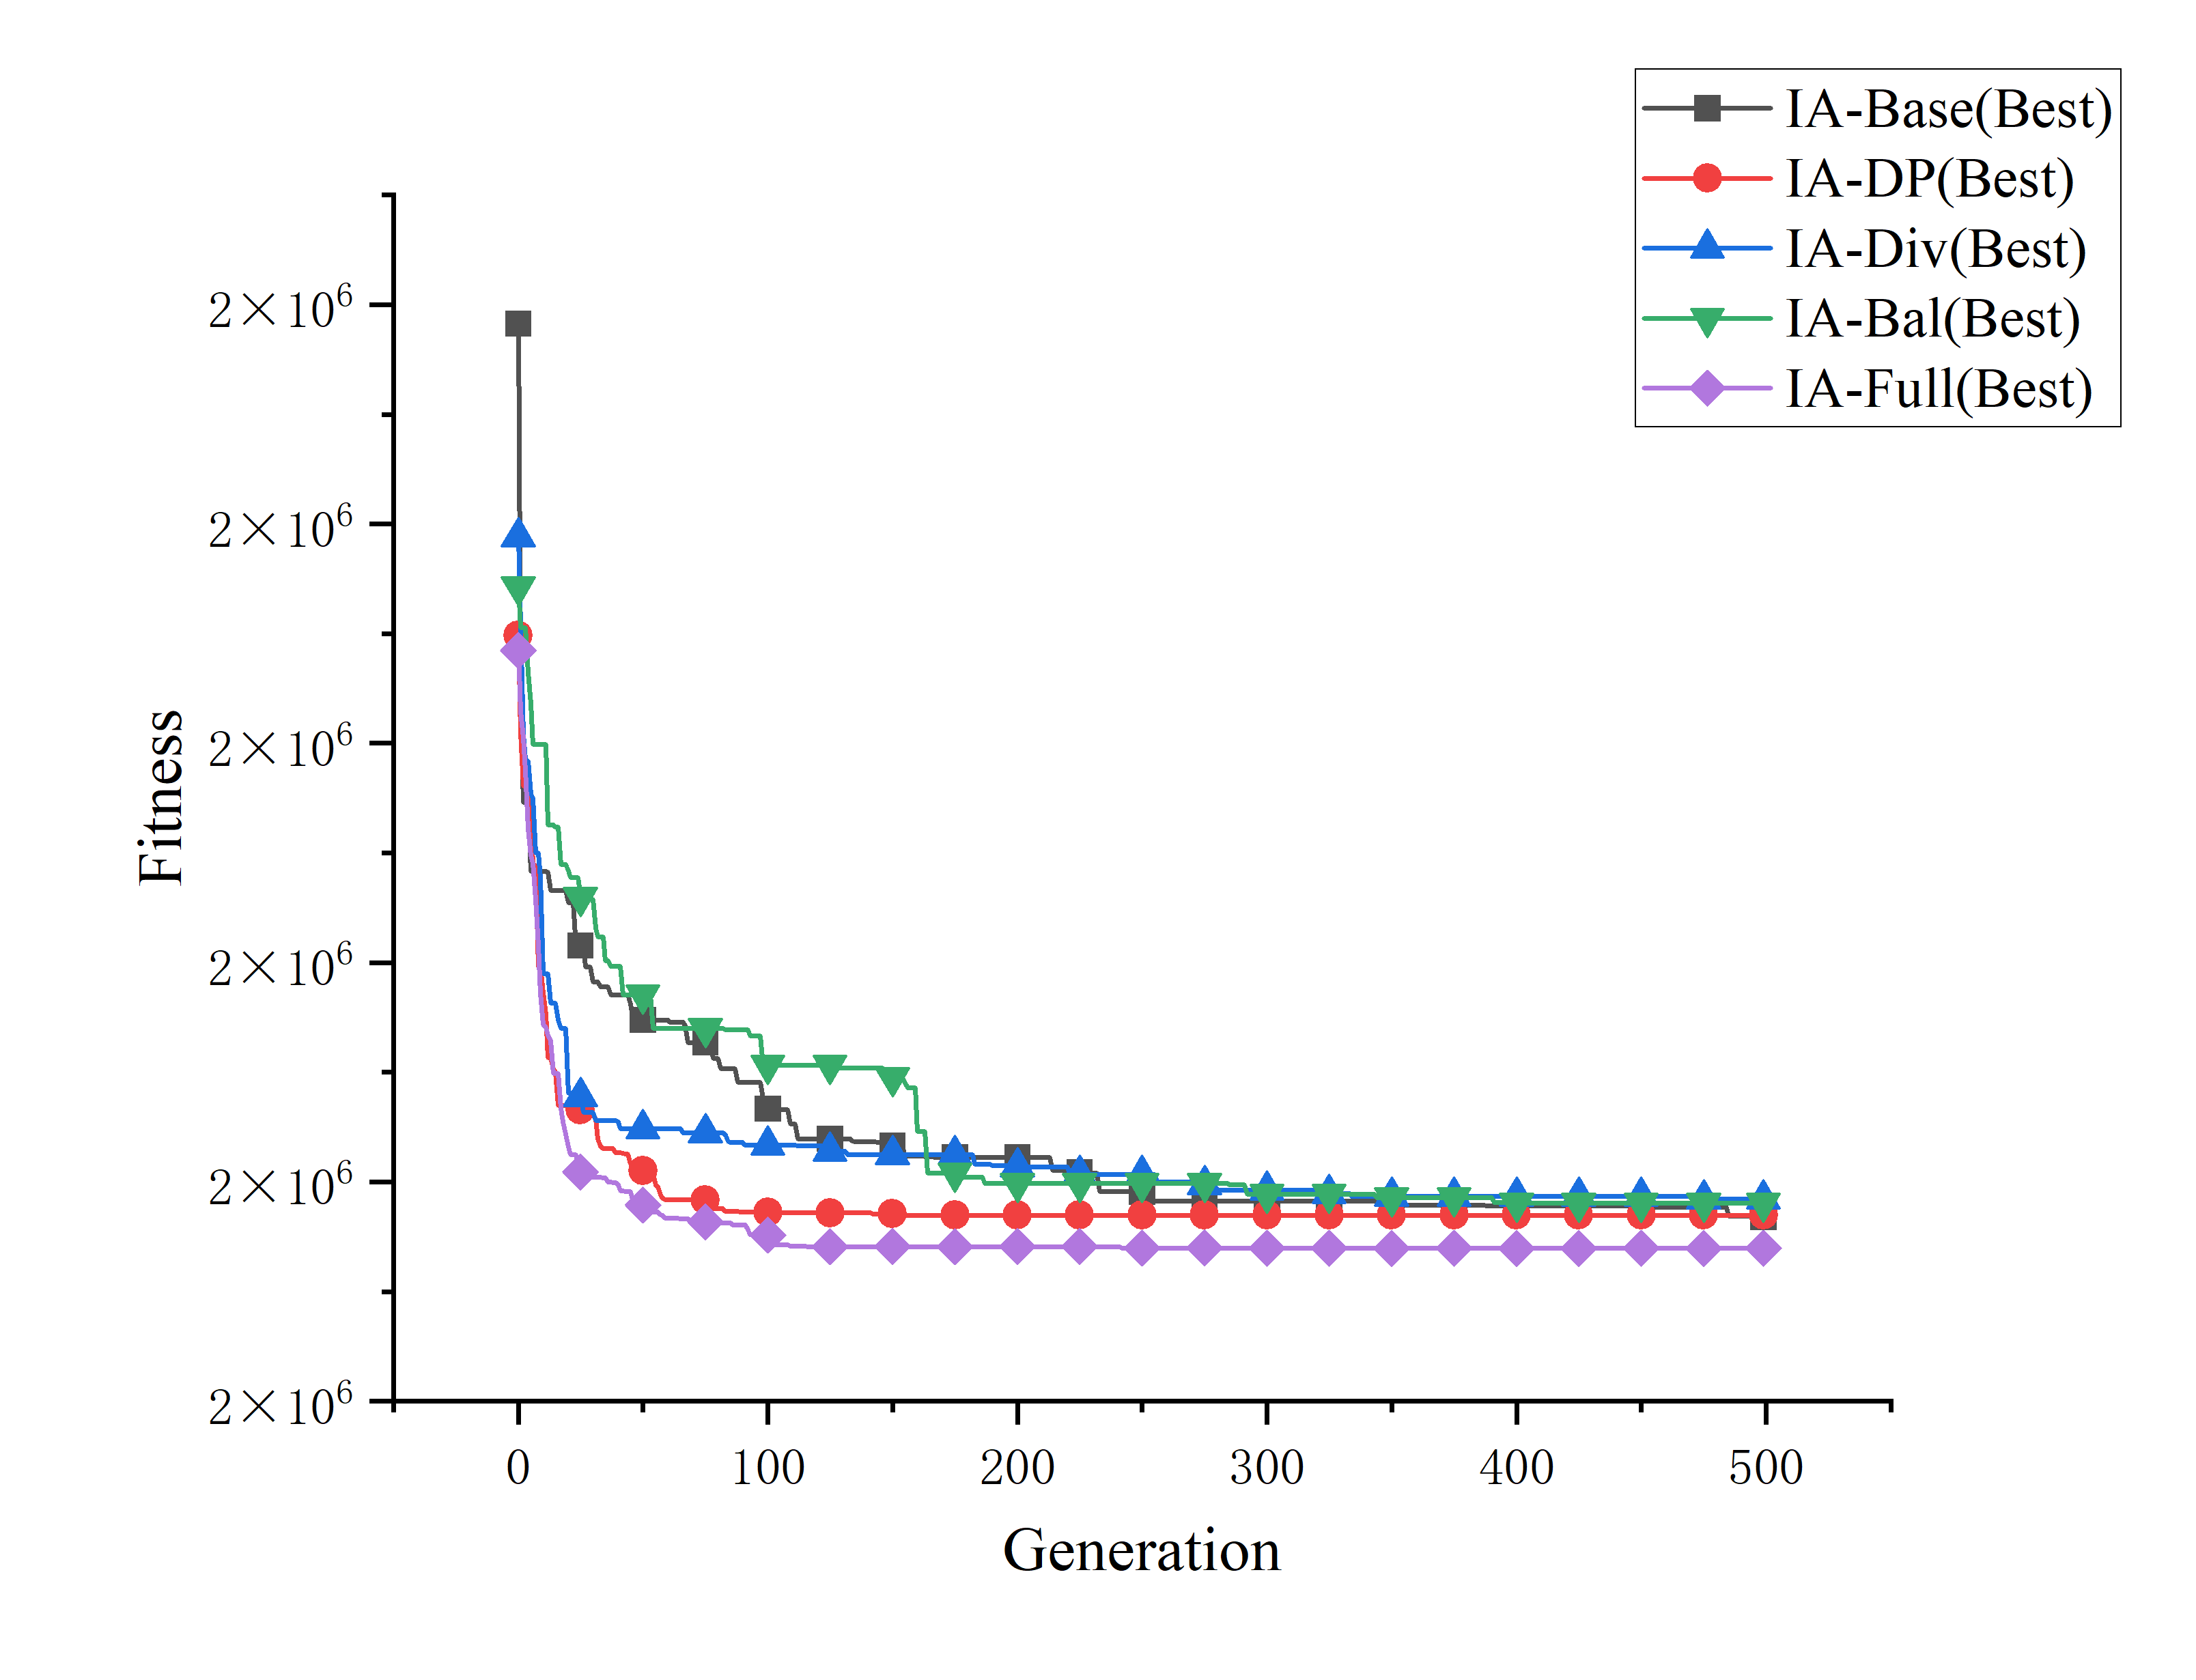 IA-Base(Best)
IA-DP(Best)
IA-Div(Best)
IA-Bal(Best)
IA-Full(Best)
2×10⁶
2×10⁶
2×10⁶
2×10⁶
2×10⁶
2×10⁶
Fitness
0 100 200 300 400 500
Generation